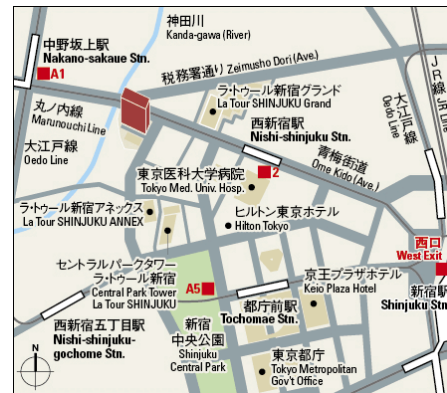 神田川
Kanda-gawa (River)
中野坂上駅
Nakano-sakaue Stn.
A1
税務署通り Zeimusho Dori (Ave.)
JR線
JR Line
大江戸線
Oedo Line
ラ・トゥール新宿グランド
La Tour SHINJUKU Grand
丸ノ内線
Marunouchi Line
西新宿駅
Nishi-shinjuku Stn.
大江戸線
Oedo Line
青梅街道
Ome Kido (Ave.)
東京医科大学病院
Tokyo Med. Univ. Hosp.
2
ラ・トゥール新宿アネックス
La Tour SHINJUKU ANNEX
ヒルトン東京ホテル
Hilton Tokyo
西口
West Exit
セントラルパークタワー
ラ・トゥール新宿
Central Park Tower
La Tour SHINJUKU
A5
京王プラザホテル
Keio Plaza Hotel
新宿駅
Shinjuku Stn.
都庁前駅
Tochomae Stn.
西新宿五丁目駅
Nishi-shinjuku-
gochome Stn.
新宿
中央公園
Shinjuku
Central Park
東京都庁
Tokyo Metropolitan
Gov't Office
N